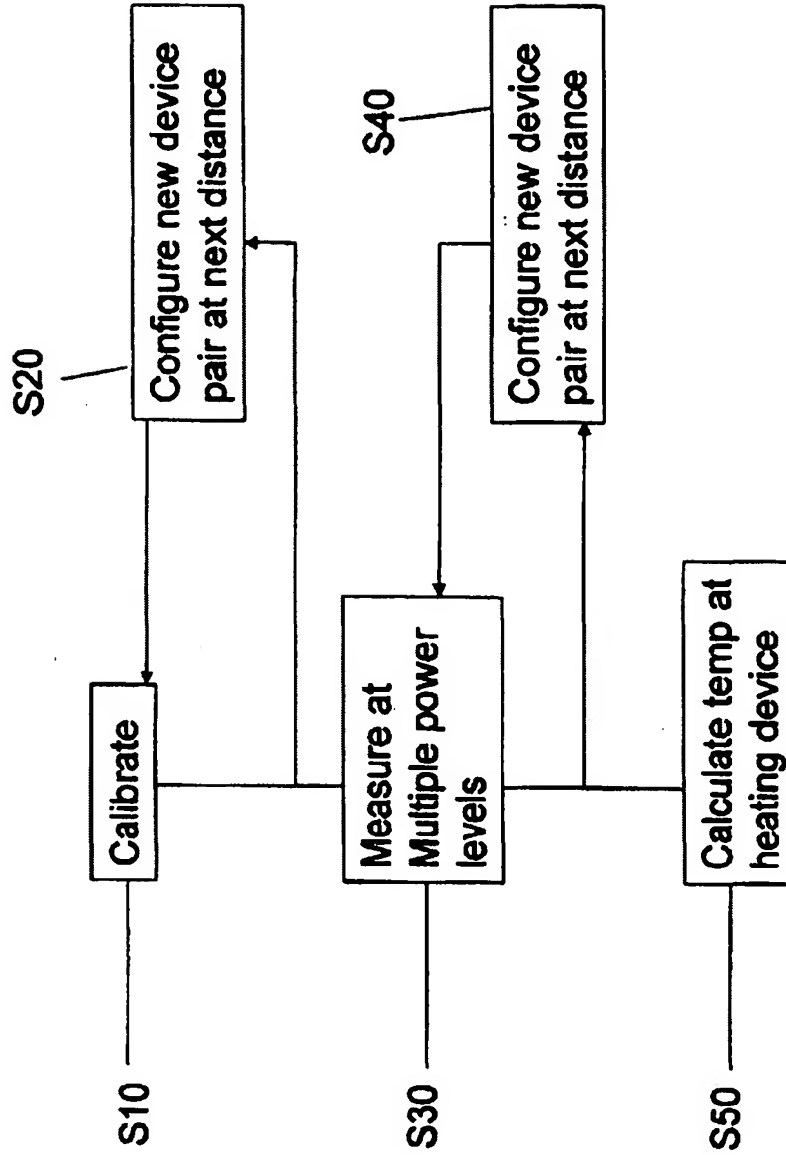 S10
Calibrate
S20
Configure new device
pair at next distance
S30
Measure at
Multiple power
levels
S40
Configure new device
pair at next distance
S50
Calculate temp at
heating device